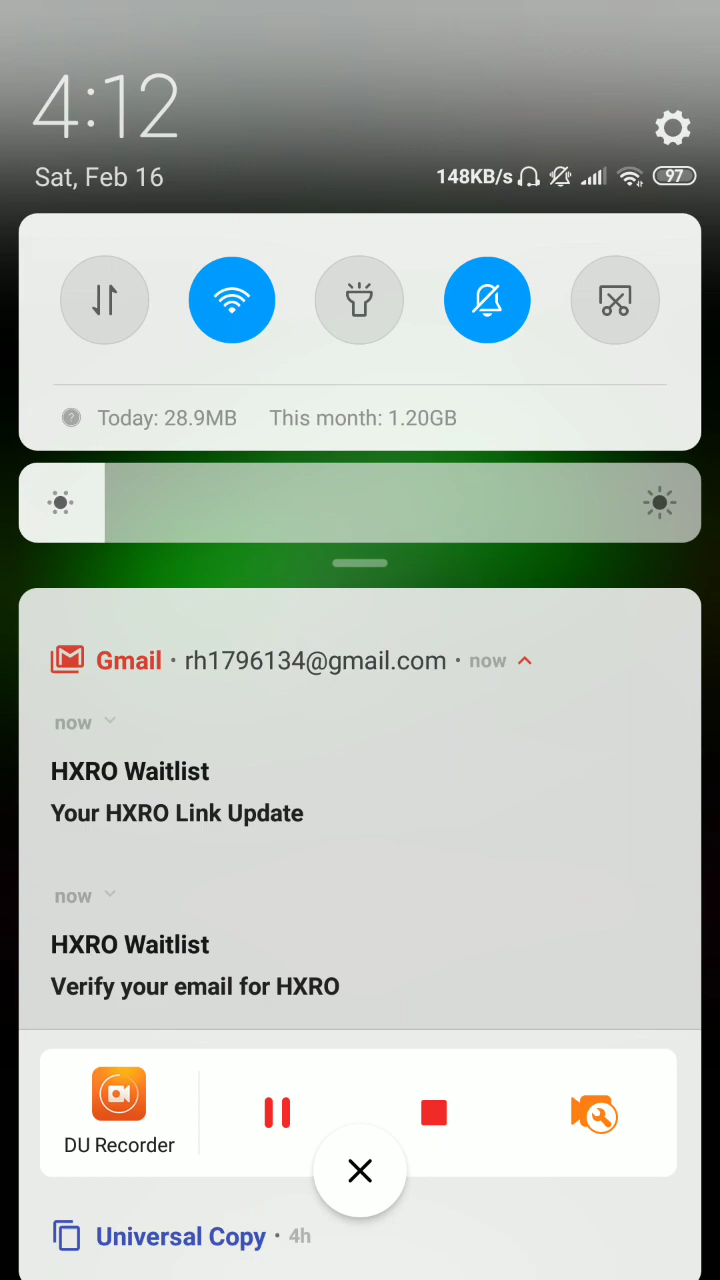 4:12
Sat, Feb 16
148KB/s 97
Today: 28.9MB This month: 1.20GB
Gmail · rh1796134@gmail.com · now
now
HXRO Waitlist
Your HXRO Link Update
now
HXRO Waitlist
Verify your email for HXRO
DU Recorder
Universal Copy · 4h